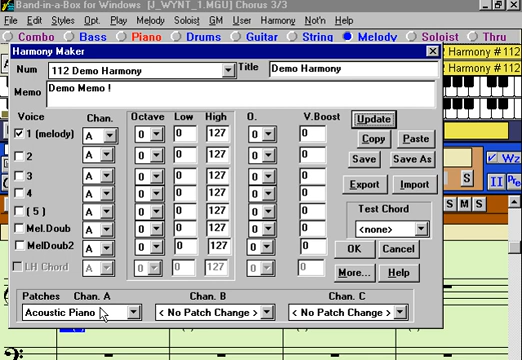 Band-in-a-Box for Windows [J_WYNT_1.MGU] Chorus 3/3
File Edit Styles Opt. Play Melody Soloist GM Harmony Not'n Help
Combo Bass Piano Drums Guitar String Melody Soloist Thru
Harmony Maker
Num 112 Demo Harmony Title Demo Harmony
Harmony # 112
Memo Demo Memo !
Harmony # 112
Voice Chan. Octave Low High O. V.Boost Update
1 (melody) A 0 0 127 0 0
Copy Paste
2 A 0 0 127 0 0
Save Save As
3 A 0 0 127 0 0
Export Import
4 A 0 0 127 0 0
( 5 ) A 0 0 127 0 0
Test Chord
Mel.Doub A 0 0 127 0 0
<none>
MelDoub2 A 0 0 127 0 0
OK Cancel
LH Chord A 0 0 127 0 0
More... Help
Patches Chan. A Chan. B Chan. C
Acoustic Piano < No Patch Change > < No Patch Change >
Wz
II
S
S M S